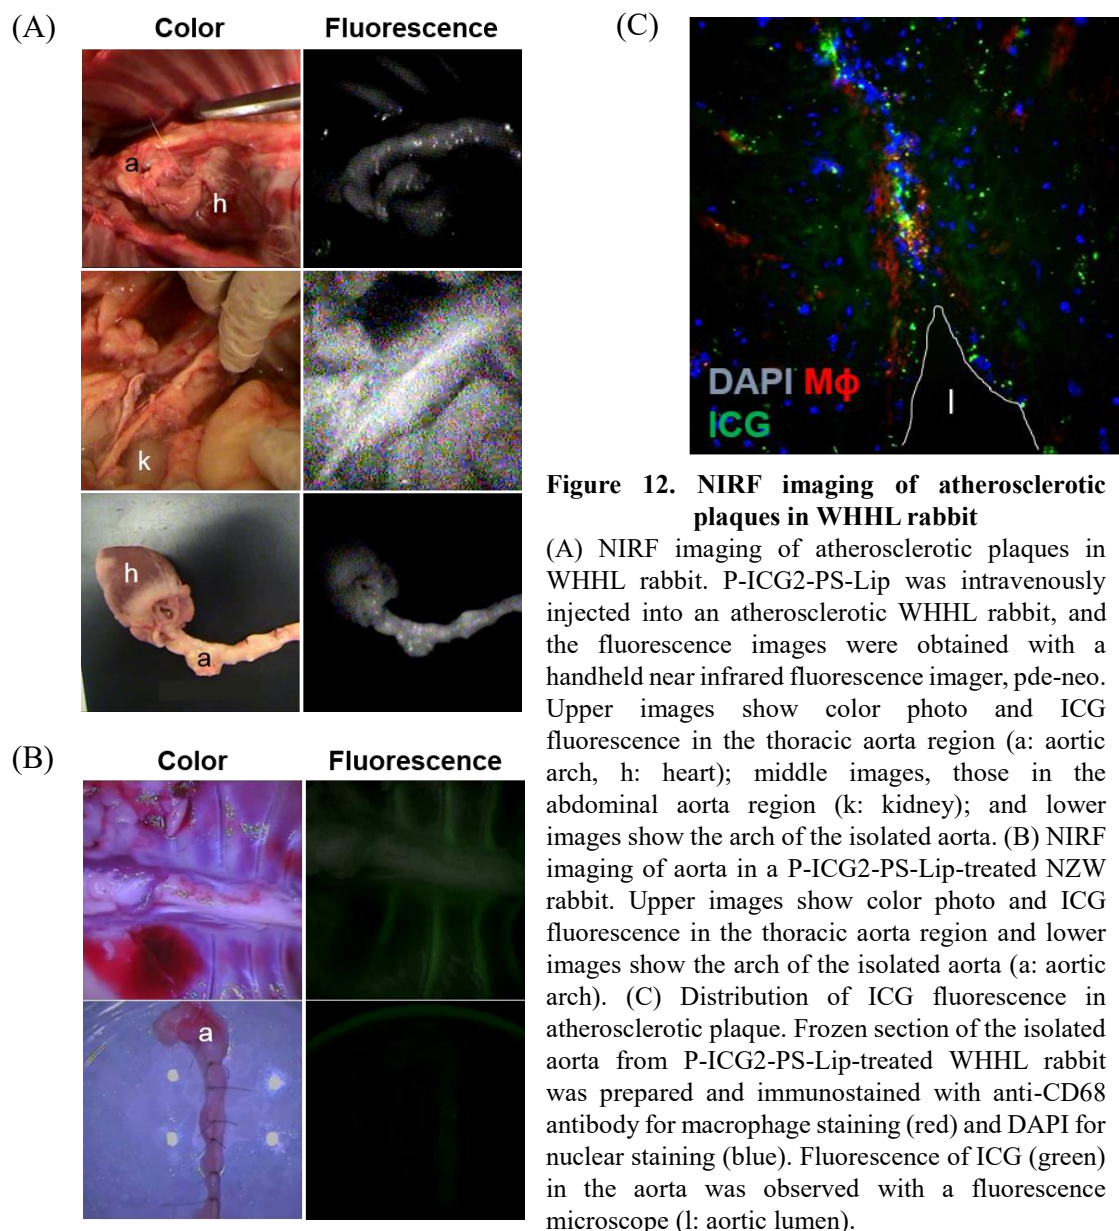 (A)
Color Fluorescence
a
h
k
h
a
(B)
Color Fluorescence
a
(C)
DAPI Mϕ
ICG
l
Figure 12. NIRF imaging of atherosclerotic
plaques in WHHL rabbit
(A) NIRF imaging of atherosclerotic plaques in
WHHL rabbit. P-ICG2-PS-Lip was intravenously
injected into an atherosclerotic WHHL rabbit, and
the fluorescence images were obtained with a
handheld near infrared fluorescence imager, pde-neo.
Upper images show color photo and ICG
fluorescence in the thoracic aorta region (a: aortic
arch, h: heart); middle images, those in the
abdominal aorta region (k: kidney); and lower
images show the arch of the isolated aorta. (B) NIRF
imaging of aorta in a P-ICG2-PS-Lip-treated NZW
rabbit. Upper images show color photo and ICG
fluorescence in the thoracic aorta region and lower
images show the arch of the isolated aorta (a: aortic
arch). (C) Distribution of ICG fluorescence in
atherosclerotic plaque. Frozen section of the isolated
aorta from P-ICG2-PS-Lip-treated WHHL rabbit
was prepared and immunostained with anti-CD68
antibody for macrophage staining (red) and DAPI for
nuclear staining (blue). Fluorescence of ICG (green)
in the aorta was observed with a fluorescence
microscope (l: aortic lumen).